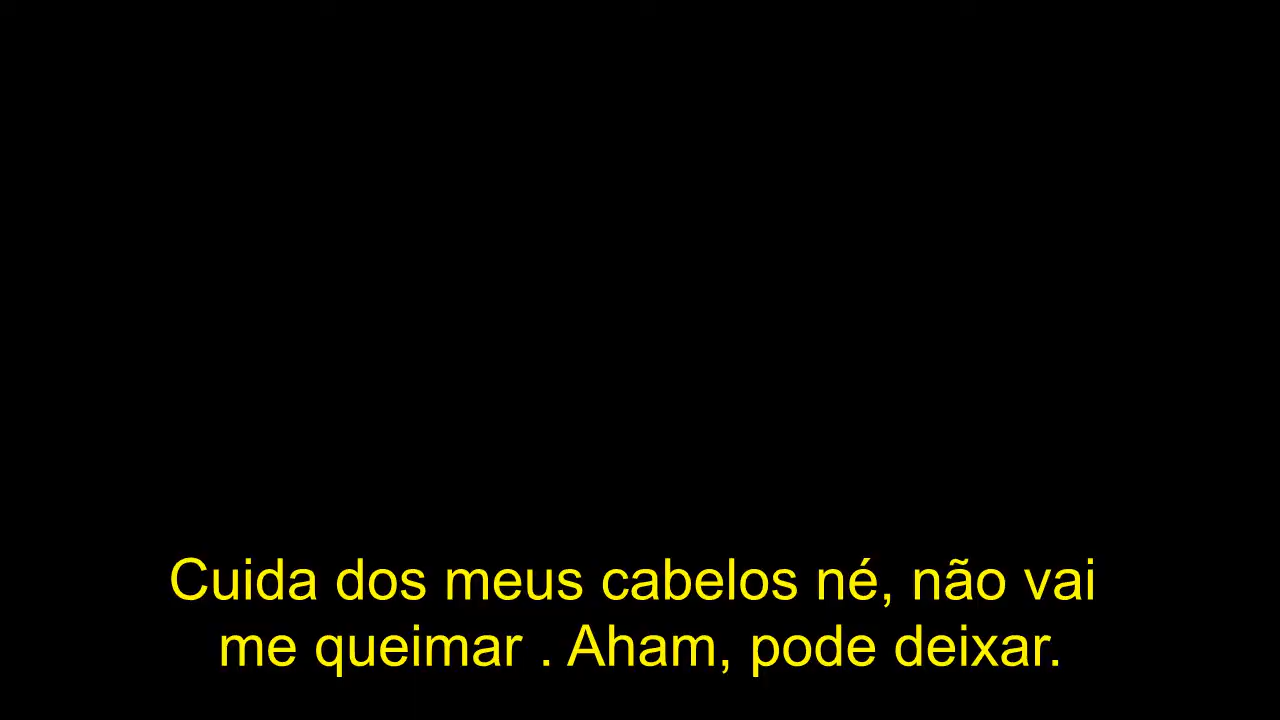 Cuida dos meus cabelos né, não vai
me queimar . Aham, pode deixar.